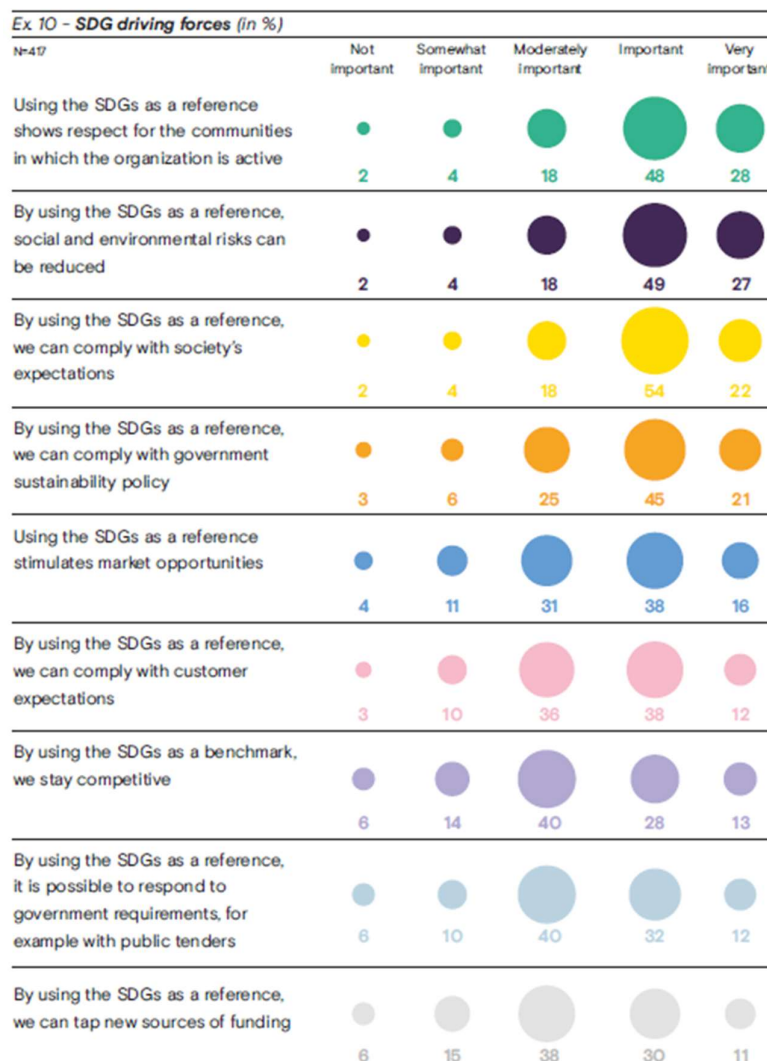 Ex. 10 - SDG driving forces (in %)
N=417
Not important
Somewhat important
Moderately important
Important
Very important
Using the SDGs as a reference
shows respect for the communities
in which the organization is active
2 4 18 48 28
By using the SDGs as a reference,
social and environmental risks can
be reduced
2 4 18 49 27
By using the SDGs as a reference,
we can comply with society's
expectations
2 4 18 54 22
By using the SDGs as a reference,
we can comply with government
sustainability policy
3 6 25 45 21
Using the SDGs as a reference
stimulates market opportunities
4 11 31 38 16
By using the SDGs as a reference,
we can comply with customer
expectations
3 10 36 38 12
By using the SDGs as a benchmark,
we stay competitive
6 14 40 28 13
By using the SDGs as a reference,
it is possible to respond to
government requirements, for
example with public tenders
6 10 40 32 12
By using the SDGs as a reference,
we can tap new sources of funding
6 15 38 30 11